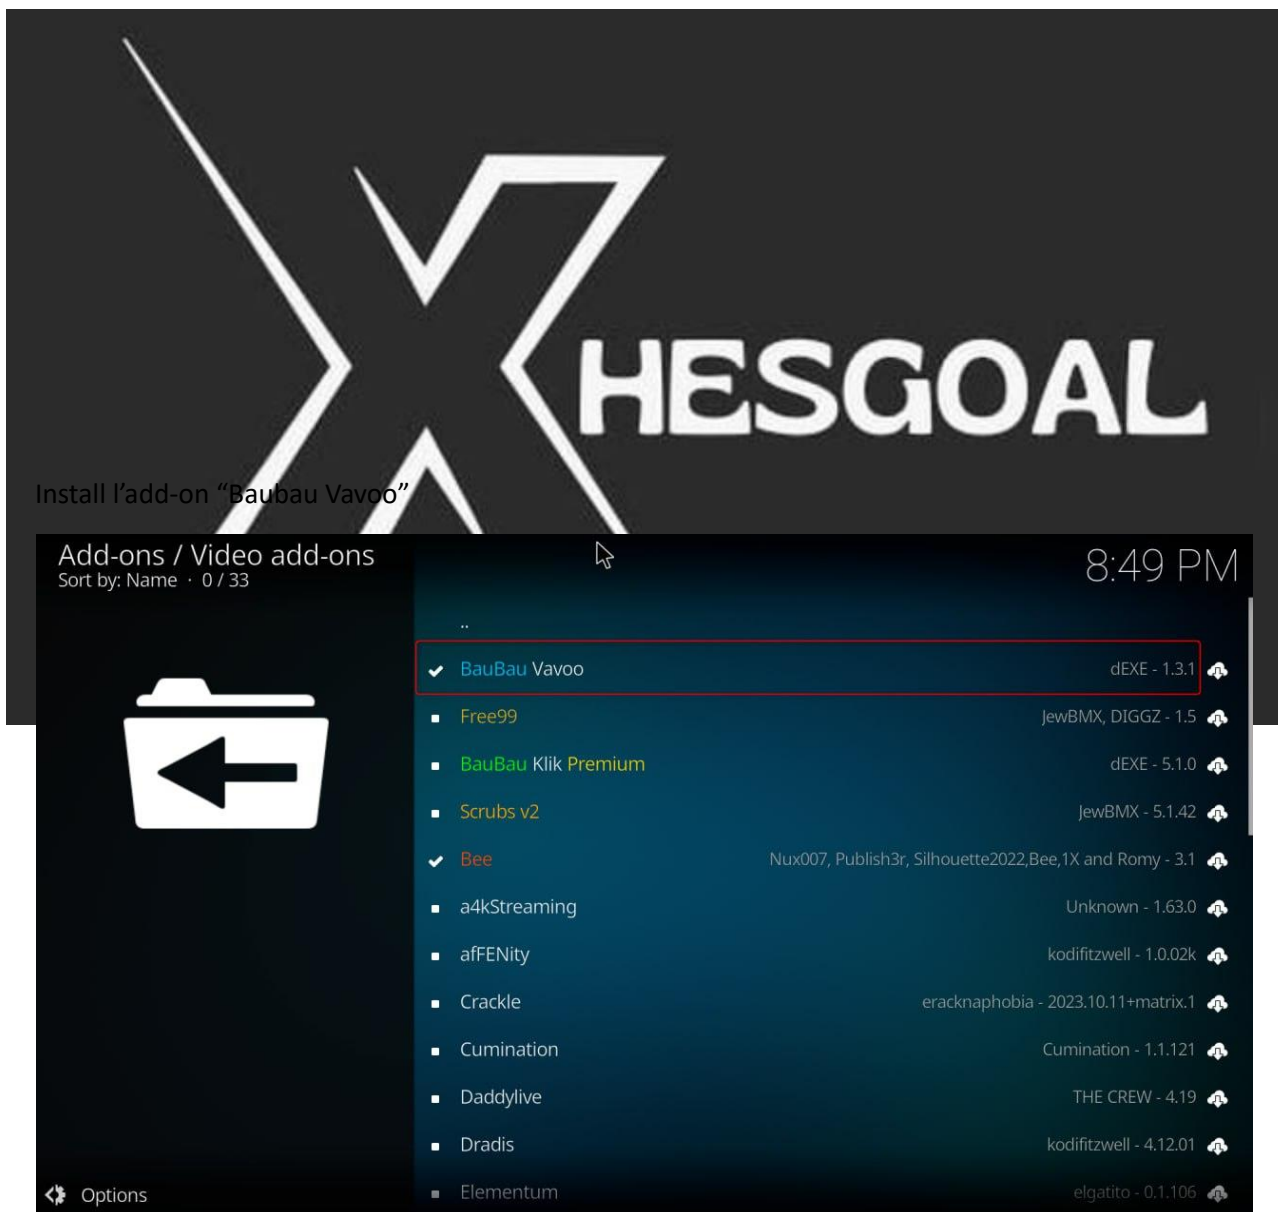 XHESGOAL
Install l’add-on “Baubau Vavoo”
Add-ons / Video add-ons
8:49 PM
Sort by: Name · 0 / 33
..
BauBau Vavoo dEXE - 1.3.1
Free99 JewBMX, DIGGZ - 1.5
BauBau Klik Premium dEXE - 5.1.0
Scrubs v2 JewBMX - 5.1.42
Bee Nux007, Publish3r, Silhouette2022,Bee,1X and Romy - 3.1
a4kStreaming Unknown - 1.63.0
afFENity kodifitzwell - 1.0.02k
Crackle eracknaphobia - 2023.10.11+matrix.1
Cumination Cumination - 1.1.121
Daddylive THE CREW - 4.19
Dradis kodifitzwell - 4.12.01
Elementum elgatito - 0.1.106
Options